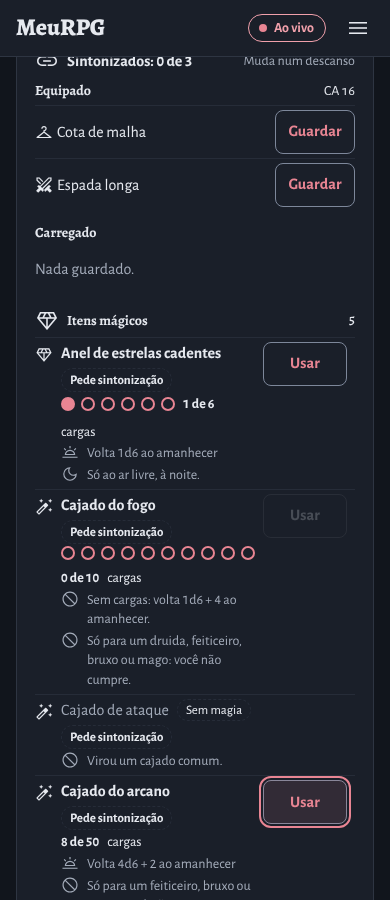 MeuRPG
Ao vivo
Sintonizados: 0 de 3
Muda num descanso
Equipado
CA 16
Cota de malha
Guardar
Espada longa
Guardar
Carregado
Nada guardado.
Itens mágicos
5
Anel de estrelas cadentes
Usar
Pede sintonização
1 de 6
cargas
Volta 1d6 ao amanhecer
Só ao ar livre, à noite.
Cajado do fogo
Usar
Pede sintonização
0 de 10 cargas
Sem cargas: volta 1d6 + 4 ao
amanhecer.
Só para um druida, feiticeiro,
bruxo ou mago: você não
cumpre.
Cajado de ataque
Sem magia
Pede sintonização
Virou um cajado comum.
Cajado do arcano
Usar
Pede sintonização
8 de 50 cargas
Volta 4d6 + 2 ao amanhecer
Só para um feiticeiro, bruxo ou